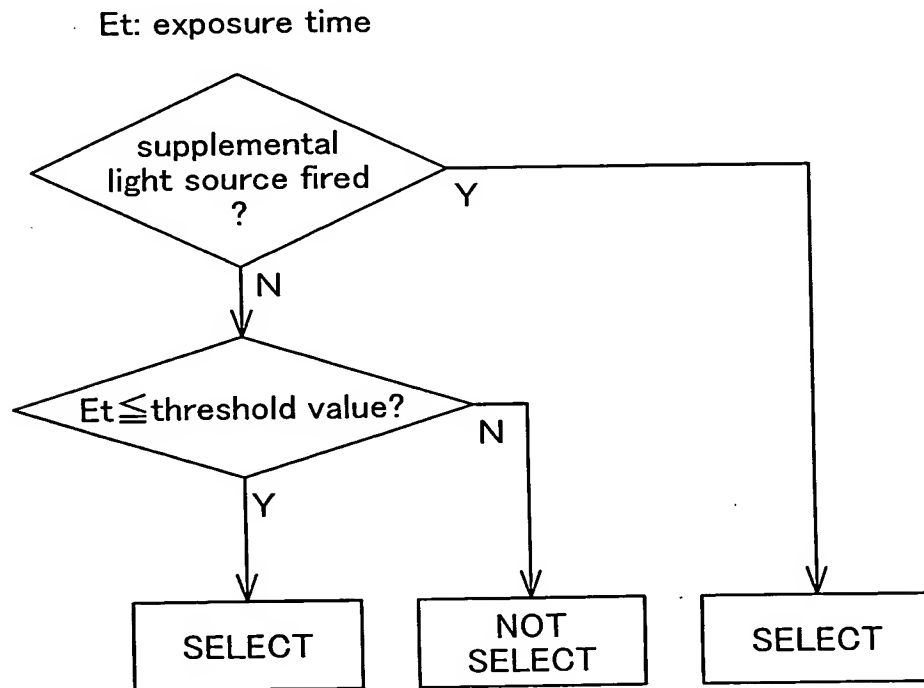 Et: exposure time
supplemental
light source fired
?
Y
N
Et≦threshold value?
N
Y
SELECT
NOT
SELECT
SELECT